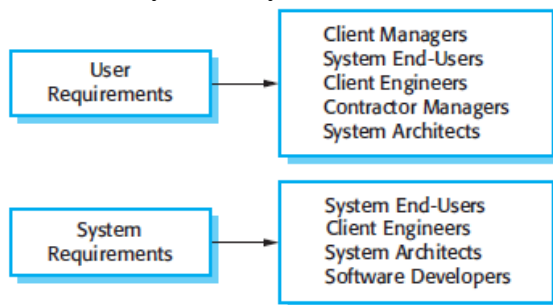 User
Requirements
Client Managers
System End-Users
Client Engineers
Contractor Managers
System Architects
System
Requirements
System End-Users
Client Engineers
System Architects
Software Developers